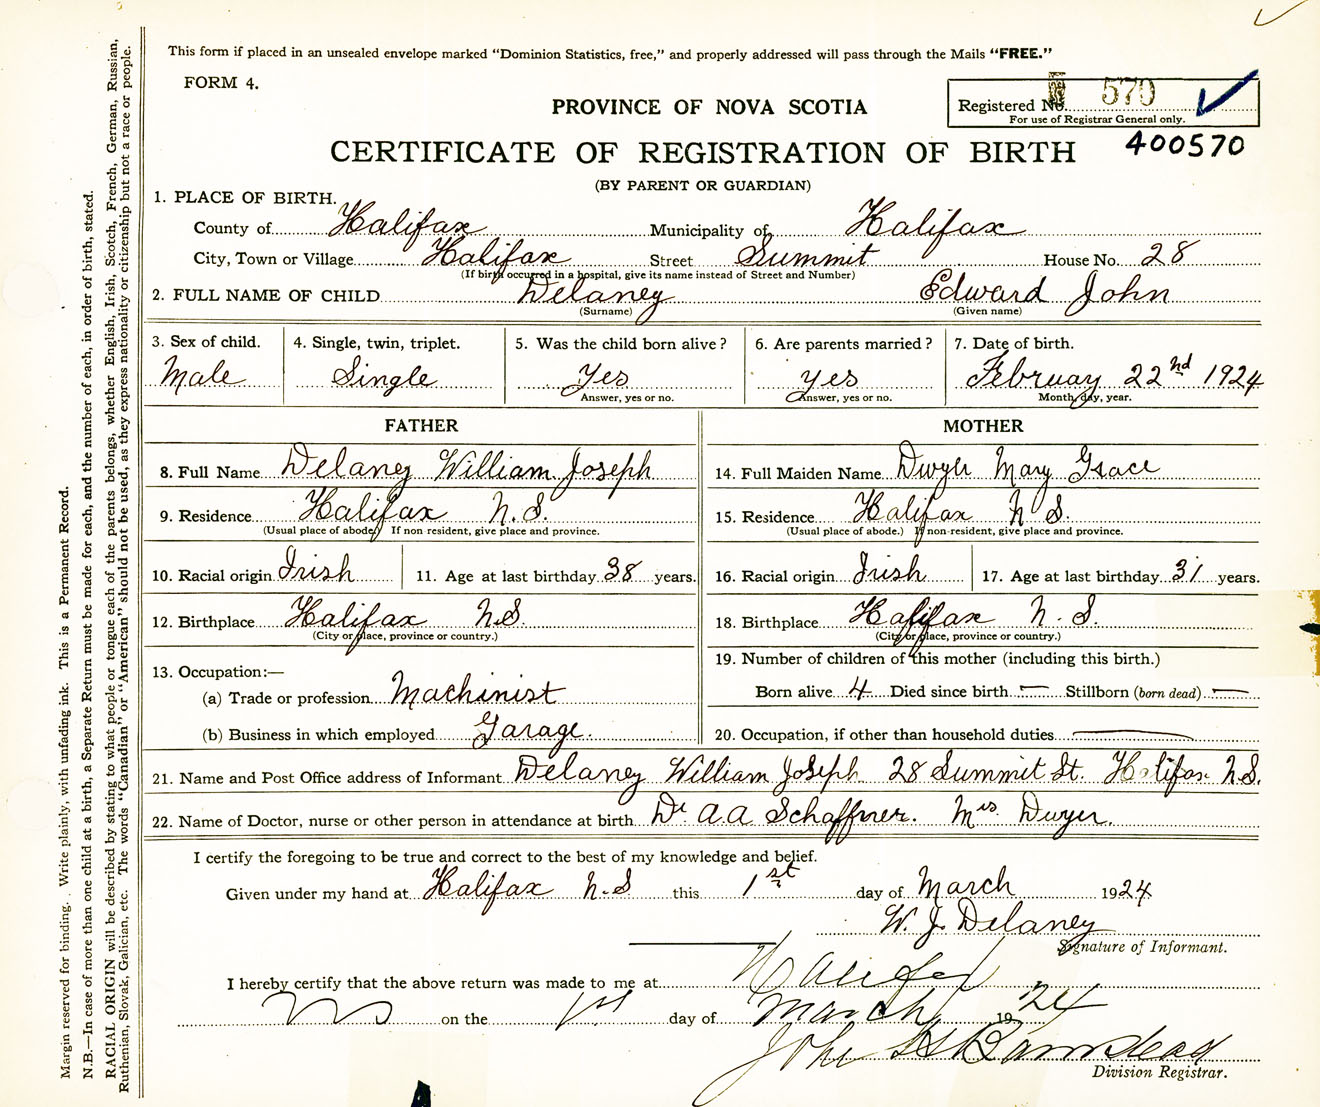 This form if placed in an unsealed envelope marked "Dominion Statistics, free," and properly addressed will pass through the Mails "FREE."
FORM 4.
Registered No. 570
For use of Registrar General only.
PROVINCE OF NOVA SCOTIA
400570
CERTIFICATE OF REGISTRATION OF BIRTH
(BY PARENT OR GUARDIAN)
1. PLACE OF BIRTH.
County of Halifax Municipality of Halifax
City, Town or Village Halifax Street Summit House No. 28
(If birth occurred in a hospital, give its name instead of Street and Number)
2. FULL NAME OF CHILD Delaney Edward John
(Surname) (Given name)
3. Sex of child. 4. Single, twin, triplet. 5. Was the child born alive? 6. Are parents married? 7. Date of birth.
Male Single Yes Yes February 22nd 1924
Answer, yes or no. Answer, yes or no. Month, day, year.
FATHER MOTHER
8. Full Name Delaney William Joseph 14. Full Maiden Name Dwyer Mary Grace
9. Residence Halifax N.S. 15. Residence Halifax N S.
(Usual place of abode.) If non-resident, give place and province. (Usual place of abode.) If non-resident, give place and province.
10. Racial origin Irish 11. Age at last birthday 38 years. 16. Racial origin Irish 17. Age at last birthday 31 years.
12. Birthplace Halifax N.S. 18. Birthplace Halifax N.S.
(City or place, province or country.) (City or place, province or country.)
13. Occupation:— 19. Number of children of this mother (including this birth.)
(a) Trade or profession Machinist Born alive 4 Died since birth — Stillborn (born dead) —
(b) Business in which employed Garage. 20. Occupation, if other than household duties —
21. Name and Post Office address of Informant Delaney William Joseph 28 Summit St. Halifax N.S.
22. Name of Doctor, nurse or other person in attendance at birth Dr A.A Schaffner. Mrs. Dwyer.
I certify the foregoing to be true and correct to the best of my knowledge and belief.
Given under my hand at Halifax N.S this 1st day of March 1924
W. J. Delaney
Signature of Informant.
I hereby certify that the above return was made to me at Halifax
NS on the 1st day of March 1924
John H Barnstead
Division Registrar.
Margin reserved for binding. Write plainly, with unfading ink. This is a Permanent Record.
N.B.—In case of more than one child at a birth, a Separate Return must be made for each, and the number of each, in order of birth, stated.
RACIAL ORIGIN will be described by stating to what people or tongue each of the parents belongs, whether English, Irish, Scotch, French, German, Russian,
Ruthenian, Slovak, Galician, etc. The words "Canadian" or "American" should not be used, as they express nationality or citizenship but not a race or people.